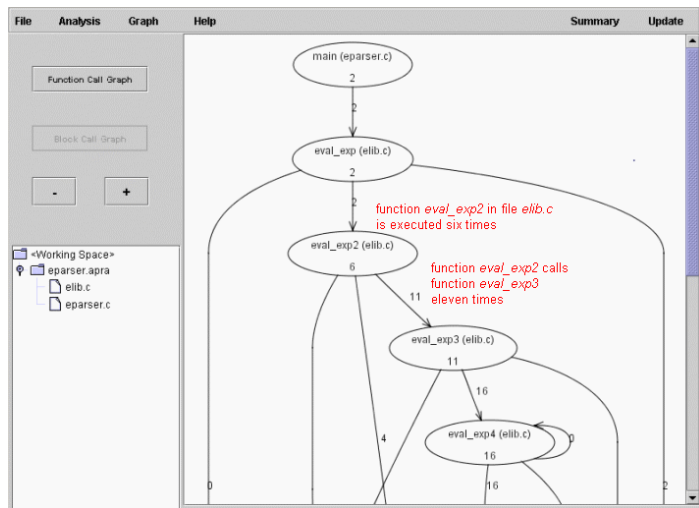 File Analysis Graph Help Summary Update
Function Call Graph
Block Call Graph
- +
<Working Space>
eparser.apra
elib.c
eparser.c
main (eparser.c)
2
2
eval_exp (elib.c)
2
2
function eval_exp2 in file elib.c
is executed six times
eval_exp2 (elib.c)
6
function eval_exp2 calls
function eval_exp3
eleven times
11
eval_exp3 (elib.c)
11
16
4
eval_exp4 (elib.c)
0
16
0
16
2